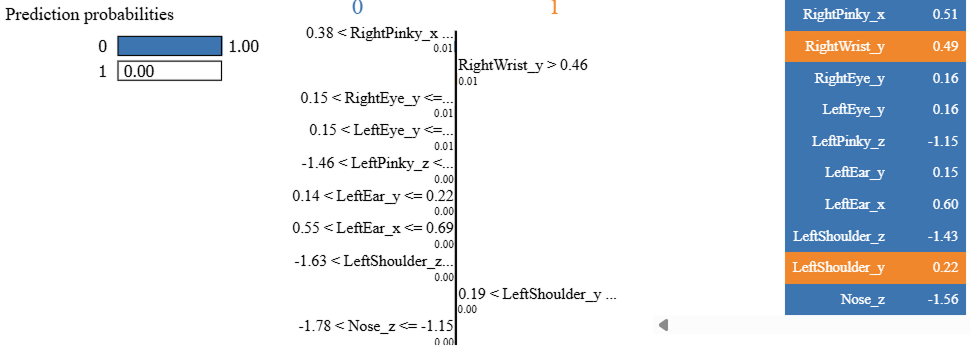 Prediction probabilities
0 1.00
1 0.00
0 1
0.38 < RightPinky_x ...
0.01
RightWrist_y > 0.46
0.01
0.15 < RightEye_y <=...
0.01
0.15 < LeftEye_y <=...
0.01
-1.46 < LeftPinky_z <...
0.00
0.14 < LeftEar_y <= 0.22
0.00
0.55 < LeftEar_x <= 0.69
0.00
-1.63 < LeftShoulder_z...
0.00
0.19 < LeftShoulder_y ...
0.00
-1.78 < Nose_z <= -1.15
0.00
RightPinky_x 0.51
RightWrist_y 0.49
RightEye_y 0.16
LeftEye_y 0.16
LeftPinky_z -1.15
LeftEar_y 0.15
LeftEar_x 0.60
LeftShoulder_z -1.43
LeftShoulder_y 0.22
Nose_z -1.56